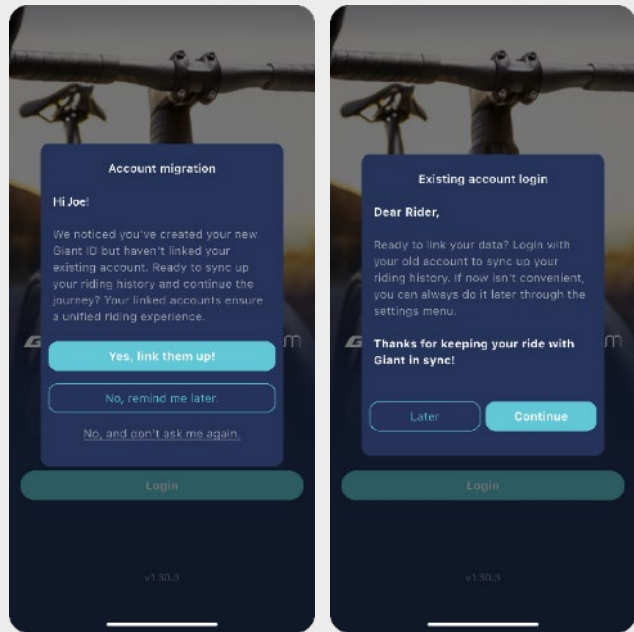 Account migration
Hi Joe!
We noticed you've created your new
Giant ID but haven't linked your
existing account. Ready to sync up
your riding history and continue the
journey? Your linked accounts ensure
a unified riding experience.
Yes, link them up!
No, remind me later.
No, and don't ask me again.
Login
v1.30.3
Existing account login
Dear Rider,
Ready to link your data? Login with
your old account to sync up your
riding history. If now isn't convenient,
you can always do it later through the
settings menu.
Thanks for keeping your ride with
Giant in sync!
Later
Continue
Login
v1.30.3